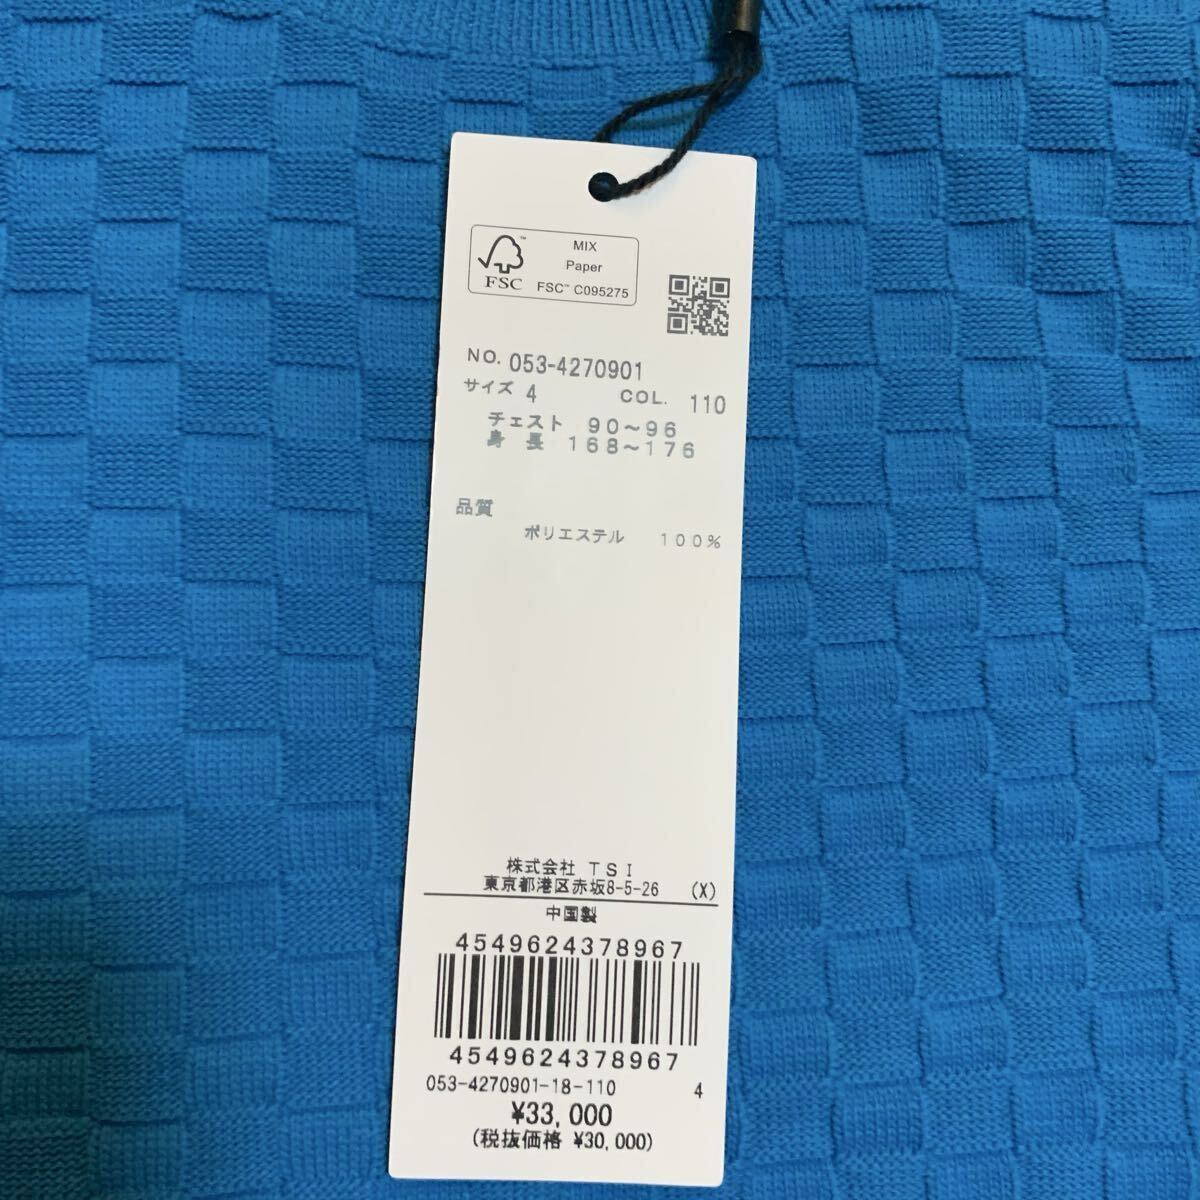 MIX
Paper
FSC™ C095275
FSC
NO. 053-4270901
サイズ 4 COL. 110
チェスト 90～96
身長 168～176
品質
ポリエステル 100%
株式会社 TSI
東京都港区赤坂8-5-26 (X)
中国製
4549624378967
4549624378967
053-4270901-18-110 4
¥33,000
(税抜価格 ¥30,000)